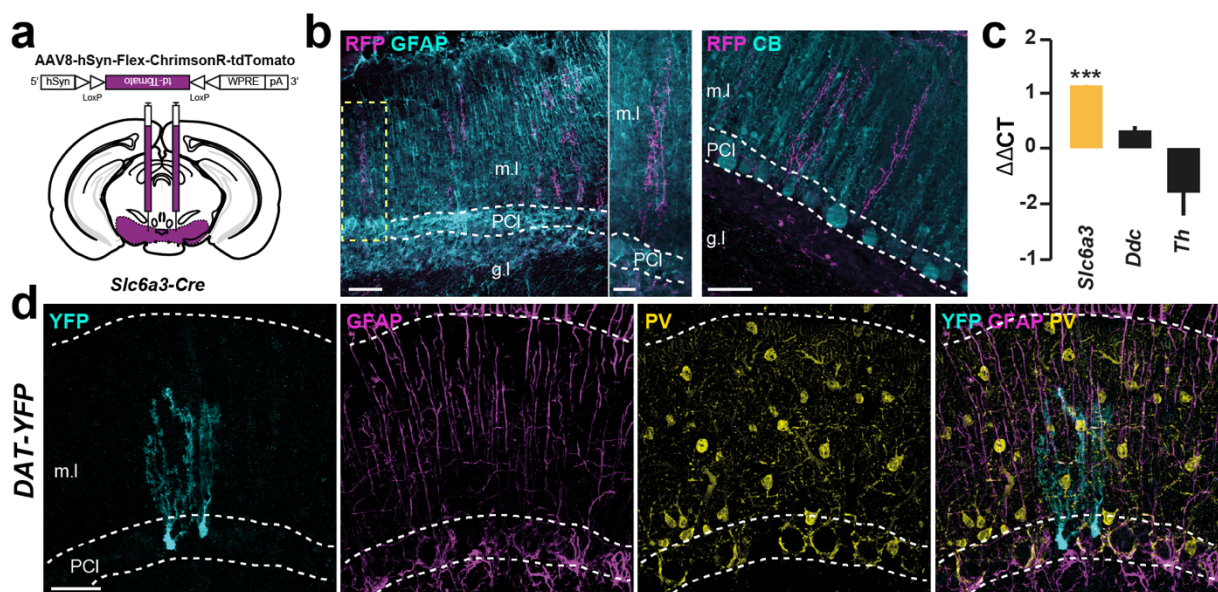 a
AAV8-hSyn-Flex-ChrimsonR-tdTomato
5' hSyn td-Tomato WPRE pA 3'
LoxP LoxP
Slc6a3-Cre
b
RFP GFAP
m.l
PCl
g.l
m.l
PCl
RFP CB
m.l
PCl
g.l
c
***
ΔΔCT
2
1
0
-2
-1
Slc6a3
Ddc
Th
d
DAT-YFP
YFP
m.l
PCl
GFAP
PV
YFP GFAP PV